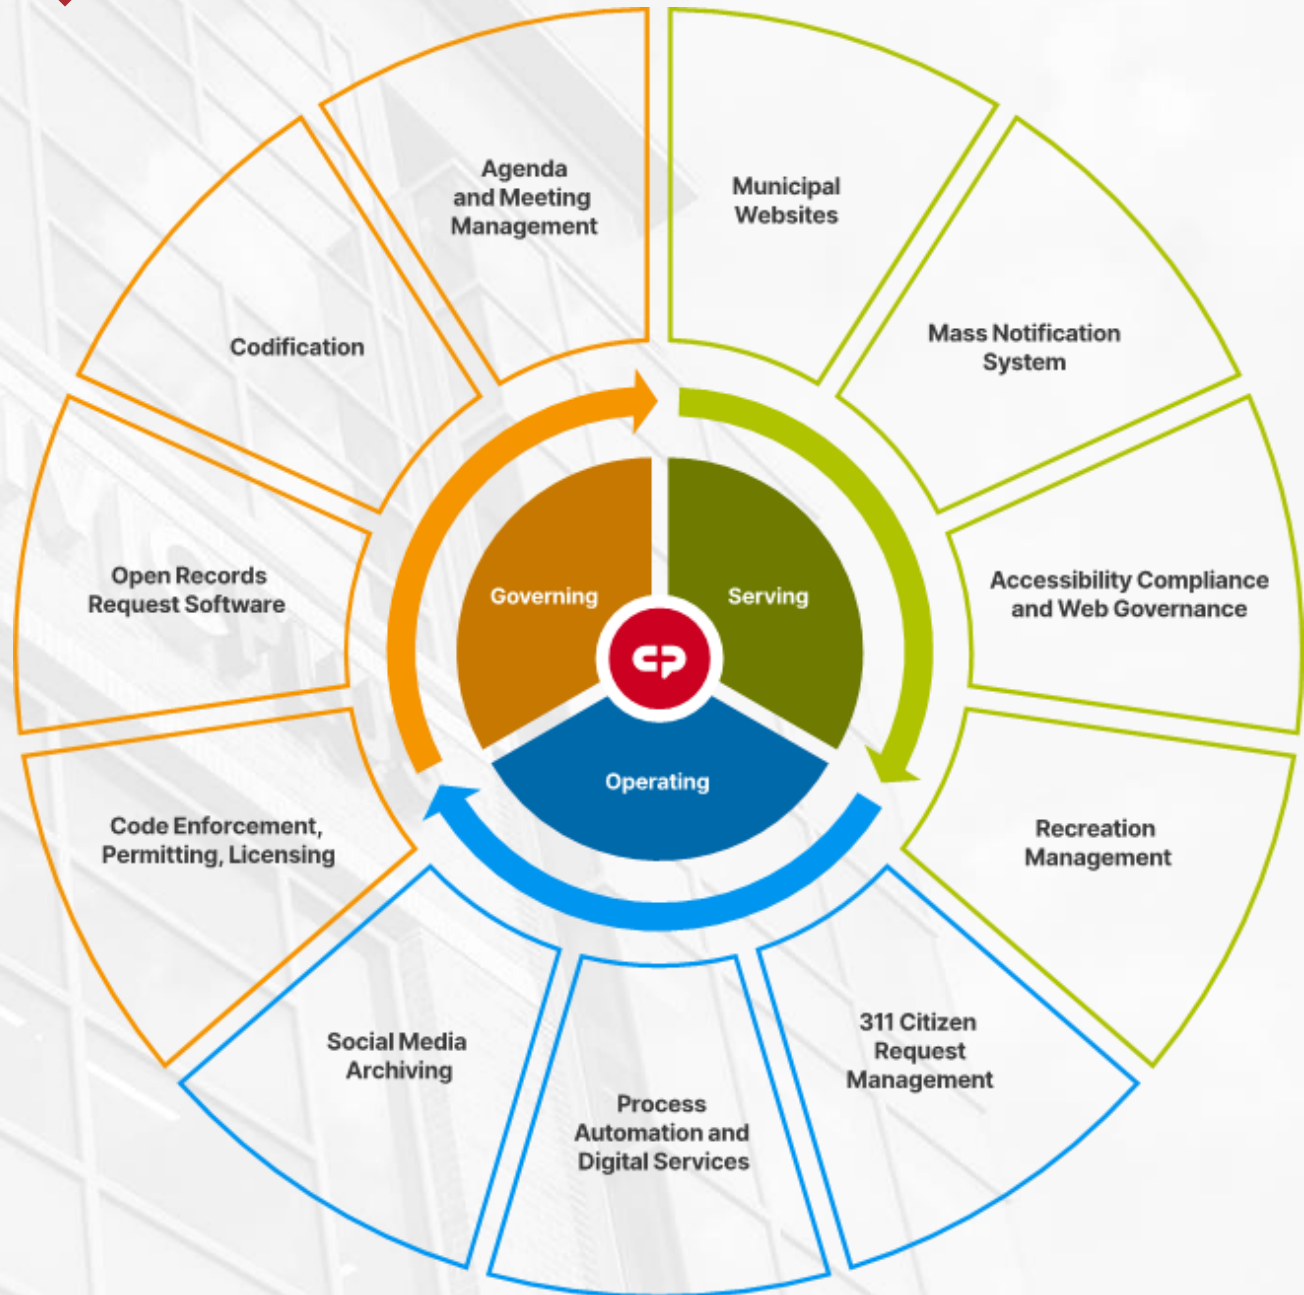 Agenda
and Meeting
Management
Municipal
Websites
Mass Notification
System
Accessibility Compliance
and Web Governance
Recreation
Management
311 Citizen
Request
Management
Process
Automation and
Digital Services
Social Media
Archiving
Code Enforcement,
Permitting, Licensing
Open Records
Request Software
Codification
Governing
Serving
Operating
CP